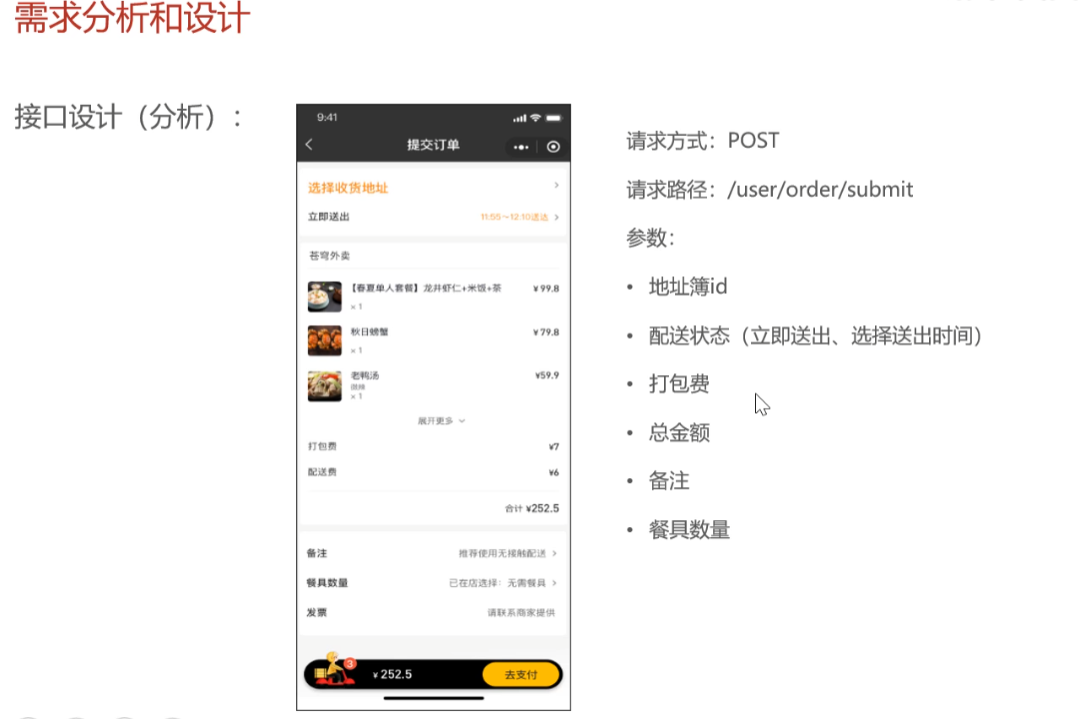 需求分析和设计
接口设计（分析）：
9:41
提交订单
选择收货地址
立即送出 11:55~12:10送达
苍穹外卖
【春夏单人套餐】龙井虾仁+米饭+茶 ¥99.8
×1
秋日螃蟹 ¥79.8
×1
老鸭汤 ¥59.9
×1
展开更多
打包费 ¥7
配送费 ¥6
合计 ¥252.5
备注 推荐使用无接触配送
餐具数量 已在店选择：无需餐具
发票 请联系商家提供
3
¥252.5 去支付
请求方式：POST
请求路径：/user/order/submit
参数：
• 地址簿id
• 配送状态（立即送出、选择送出时间）
• 打包费
• 总金额
• 备注
• 餐具数量